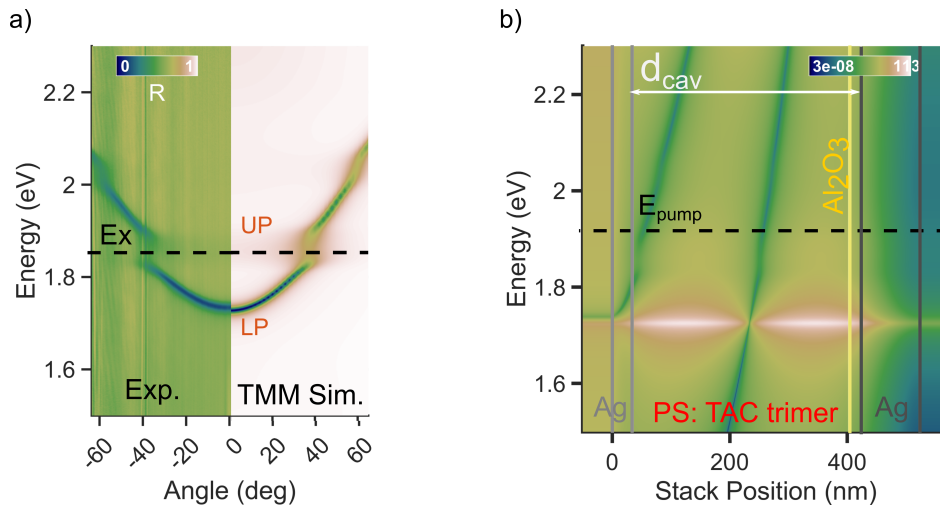 a)
b)
0
1
R
2.2
2
1.8
1.6
Energy (eV)
Ex
UP
LP
Exp.
TMM Sim.
-60
-40
-20
0
20
40
60
Angle (deg)
3e-08
113
dcav
2.2
2
1.8
1.6
Energy (eV)
Epump
Al2O3
Ag
PS: TAC trimer
Ag
0
200
400
Stack Position (nm)